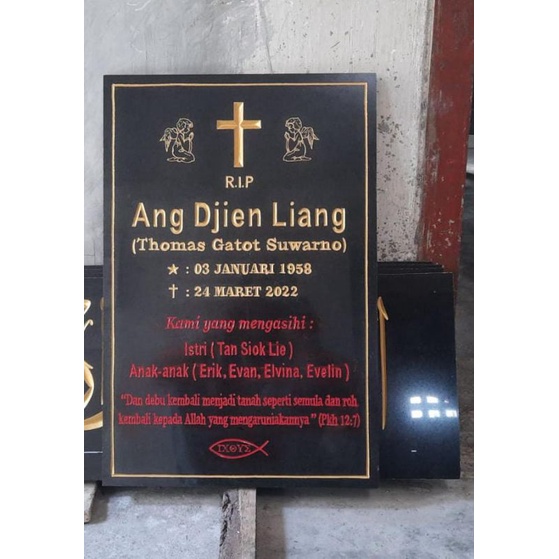 R.I.P
Ang Djien Liang
(Thomas Gatot Suwarno)
★ : 03 JANUARI 1958
† : 24 MARET 2022
Kami yang mengasihi :
Istri ( Tan Siok Lie )
Anak-anak ( Erik, Evan, Elvina, Evelin )
“Dan debu kembali menjadi tanah seperti semula dan roh
kembali kepada Allah yang mengaruniakannya” (Pkh 12:7)
ΙΧΘΥΣ